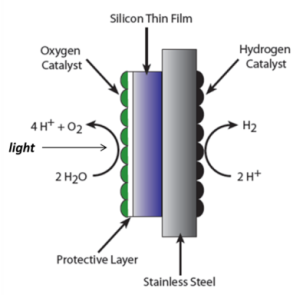 Silicon Thin Film
Oxygen
Catalyst
Hydrogen
Catalyst
4 H+ + O2
H2
light
2 H2O
2 H+
Protective Layer
Stainless Steel